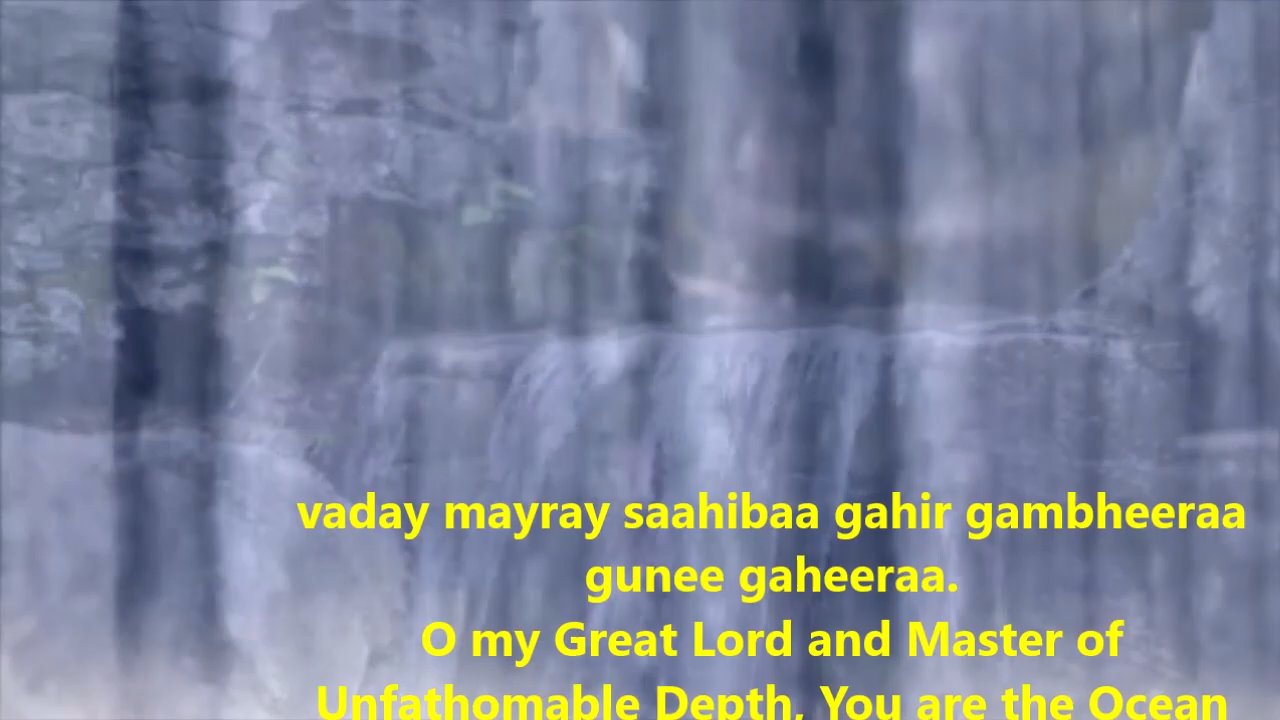 vaday mayray saahibaa gahir gambheeraa
gunee gaheeraa.
O my Great Lord and Master of
Unfathomable Depth, You are the Ocean